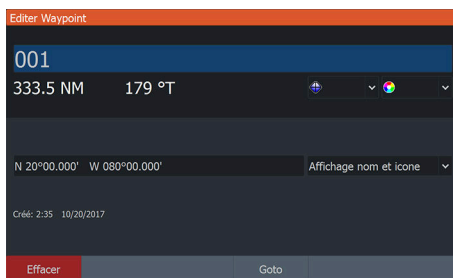 Editer Waypoint
001
333.5 NM 179 °T
N 20°00.000' W 080°00.000' Affichage nom et icone
Créé: 2:35 10/20/2017
Effacer Goto